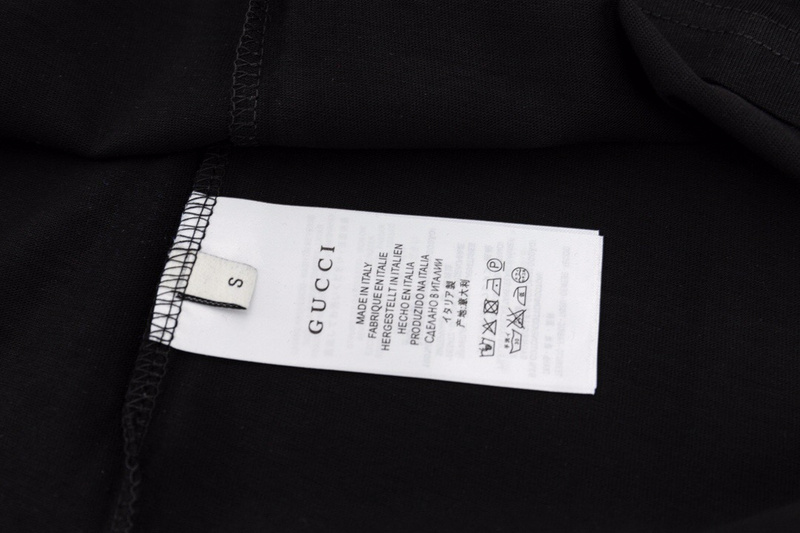 GUCCI
MADE IN ITALY
FABRIQUE EN ITALIE
HERGESTELLT IN ITALIEN
HECHO EN ITALIA
PRODUZIDO NA ITALIA
СДЕЛАНО В ИТАЛИИ
イタリア製
产地:意大利
P
S